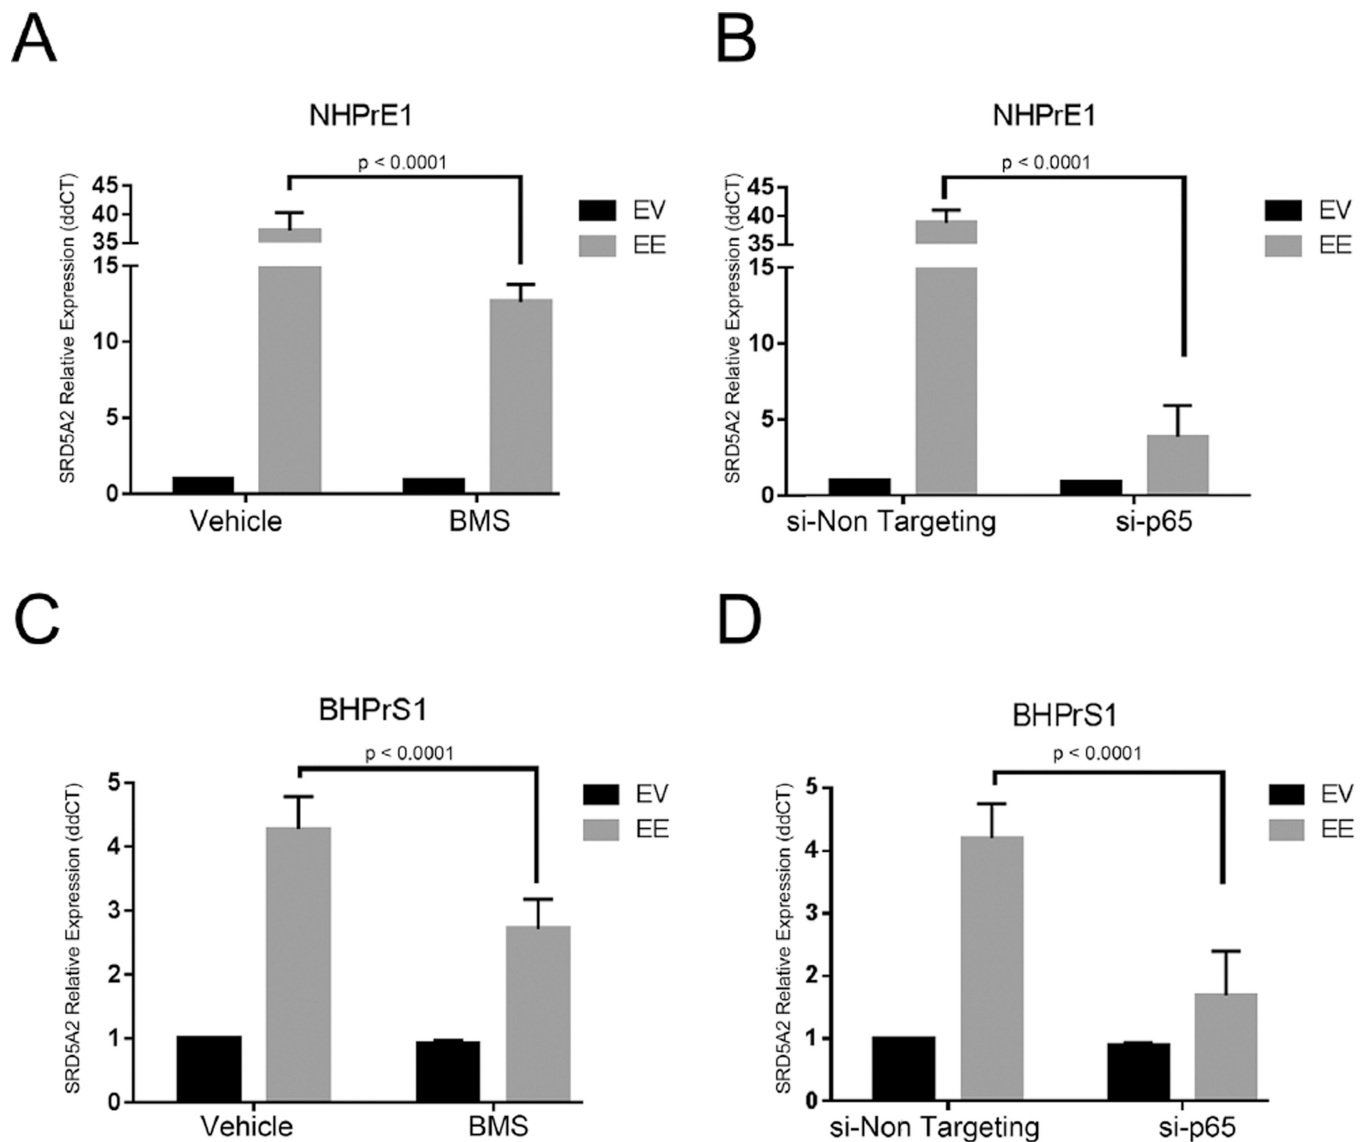 A
NHPrE1
p < 0.0001
SRD5A2 Relative Expression (ddCT)
45
40
35
15
10
5
0
Vehicle
BMS
EV
EE
B
NHPrE1
p < 0.0001
SRD5A2 Relative Expression (ddCT)
45
40
35
15
10
5
0
si-Non Targeting
si-p65
EV
EE
C
BHPrS1
p < 0.0001
SRD5A2 Relative Expression (ddCT)
5
4
3
2
1
0
Vehicle
BMS
EV
EE
D
BHPrS1
p < 0.0001
SRD5A2 Relative Expression (ddCT)
5
4
3
2
1
0
si-Non Targeting
si-p65
EV
EE